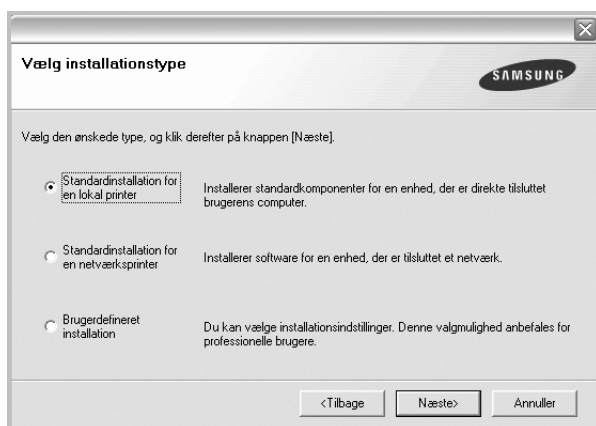 Vælg installationstype
SAMSUNG
Vælg den ønskede type, og klik derefter på knappen [Næste].
Standardinstallation for
en lokal printer
Installerer standardkomponenter for en enhed, der er direkte tilsluttet
brugerens computer.
Standardinstallation for
en netværksprinter
Installerer software for en enhed, der er tilsluttet et netværk.
Brugerdefineret
installation
Du kan vælge installationsindstillinger. Denne valgmulighed anbefales for
professionelle brugere.
<Tilbage
Næste>
Annuller